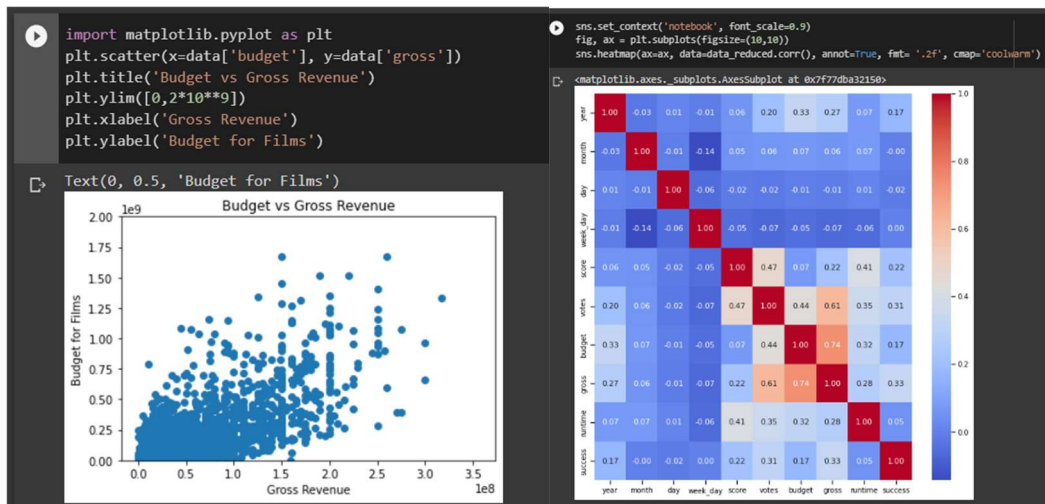 import matplotlib.pyplot as plt
plt.scatter(x=data['budget'], y=data['gross'])
plt.title('Budget vs Gross Revenue')
plt.ylim([0,2*10**9])
plt.xlabel('Gross Revenue')
plt.ylabel('Budget for Films')
Text(0, 0.5, 'Budget for Films')
Budget vs Gross Revenue
1e9
2.00
1.75
1.50
1.25
1.00
0.75
0.50
0.25
0.00
Budget for Films
0.0 0.5 1.0 1.5 2.0 2.5 3.0 3.5
1e8
Gross Revenue
sns.set_context('notebook', font_scale=0.9)
fig, ax = plt.subplots(figsize=(10,10))
sns.heatmap(ax=ax, data=data_reduced.corr(), annot=True, fmt= '.2f', cmap='coolwarm')
<matplotlib.axes._subplots.AxesSubplot at 0x7f77dba32150>
year 1.00 -0.03 0.01 -0.01 0.06 0.20 0.33 0.27 0.07 0.17
month -0.03 1.00 -0.01 -0.14 0.05 0.06 0.07 0.06 0.07 -0.00
day 0.01 -0.01 1.00 -0.06 -0.02 -0.02 -0.01 -0.01 0.01 -0.02
week_day -0.01 -0.14 -0.06 1.00 -0.05 -0.07 -0.05 -0.07 -0.06 0.00
score 0.06 0.05 -0.02 -0.05 1.00 0.47 0.07 0.22 0.41 0.22
votes 0.20 0.06 -0.02 -0.07 0.47 1.00 0.44 0.61 0.35 0.31
budget 0.33 0.07 -0.01 -0.05 0.07 0.44 1.00 0.74 0.32 0.17
gross 0.27 0.06 -0.01 -0.07 0.22 0.61 0.74 1.00 0.28 0.33
runtime 0.07 0.07 0.01 -0.06 0.41 0.35 0.32 0.28 1.00 0.05
success 0.17 -0.00 -0.02 0.00 0.22 0.31 0.17 0.33 0.05 1.00
year month day week_day score votes budget gross runtime success
1.0
0.8
0.6
0.4
0.2
0.0